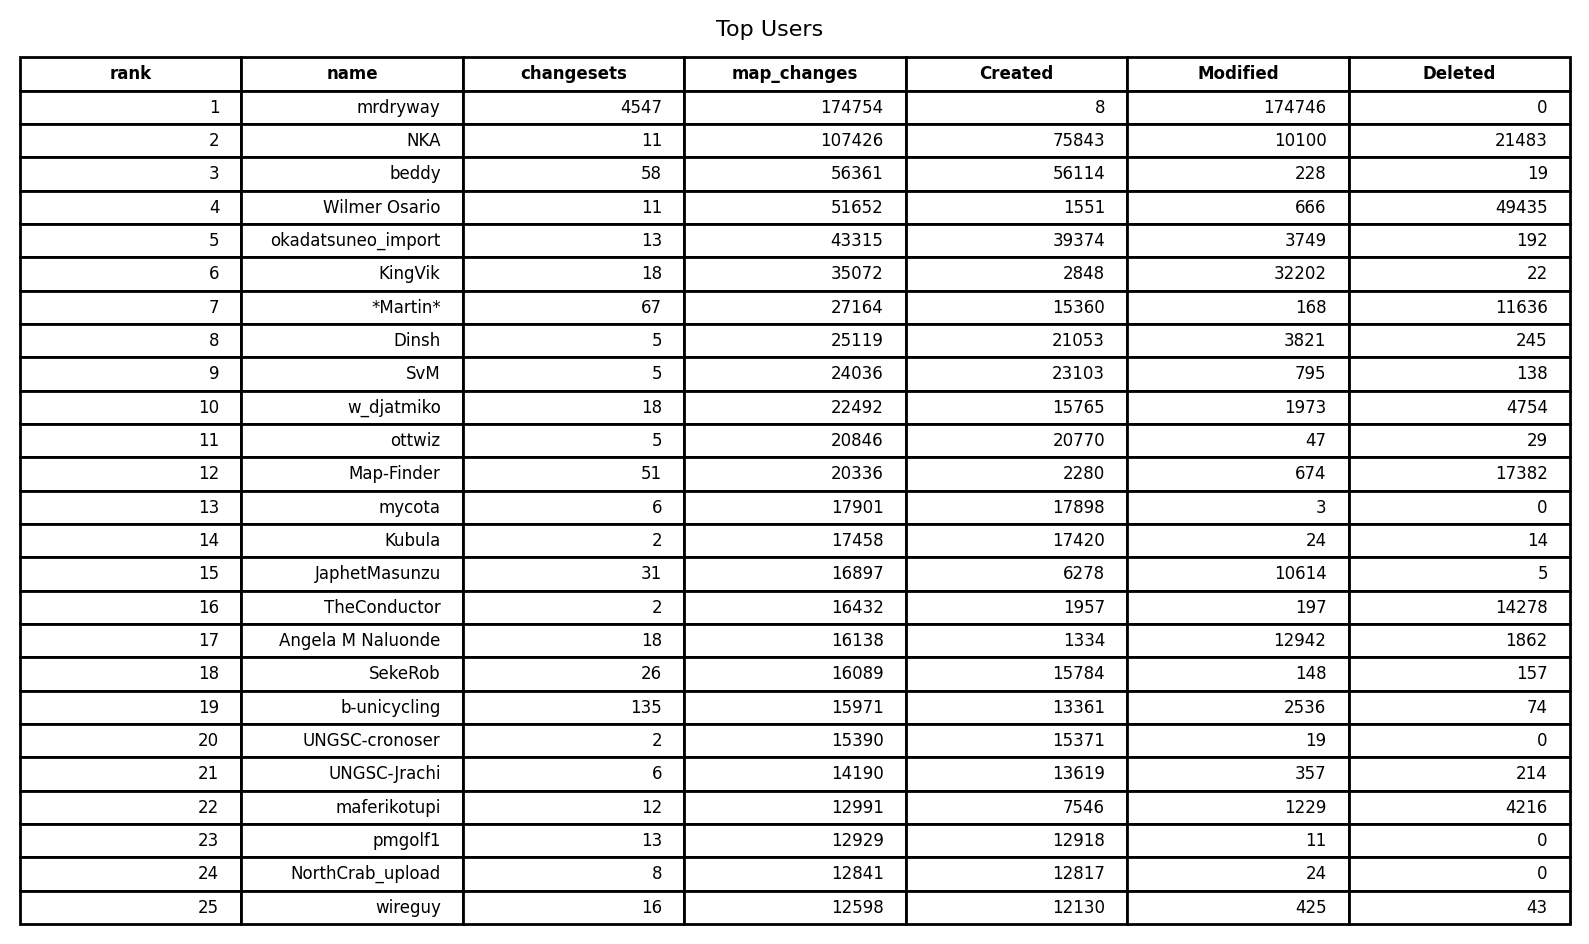 Top Users
rank name changesets map_changes Created Modified Deleted
1 mrdryway 4547 174754 8 174746 0
2 NKA 11 107426 75843 10100 21483
3 beddy 58 56361 56114 228 19
4 Wilmer Osario 11 51652 1551 666 49435
5 okadatsuneo_import 13 43315 39374 3749 192
6 KingVik 18 35072 2848 32202 22
7 *Martin* 67 27164 15360 168 11636
8 Dinsh 5 25119 21053 3821 245
9 SvM 5 24036 23103 795 138
10 w_djatmiko 18 22492 15765 1973 4754
11 ottwiz 5 20846 20770 47 29
12 Map-Finder 51 20336 2280 674 17382
13 mycota 6 17901 17898 3 0
14 Kubula 2 17458 17420 24 14
15 JaphetMasunzu 31 16897 6278 10614 5
16 TheConductor 2 16432 1957 197 14278
17 Angela M Naluonde 18 16138 1334 12942 1862
18 SekeRob 26 16089 15784 148 157
19 b-unicycling 135 15971 13361 2536 74
20 UNGSC-cronoser 2 15390 15371 19 0
21 UNGSC-Jrachi 6 14190 13619 357 214
22 maferikotupi 12 12991 7546 1229 4216
23 pmgolf1 13 12929 12918 11 0
24 NorthCrab_upload 8 12841 12817 24 0
25 wireguy 16 12598 12130 425 43